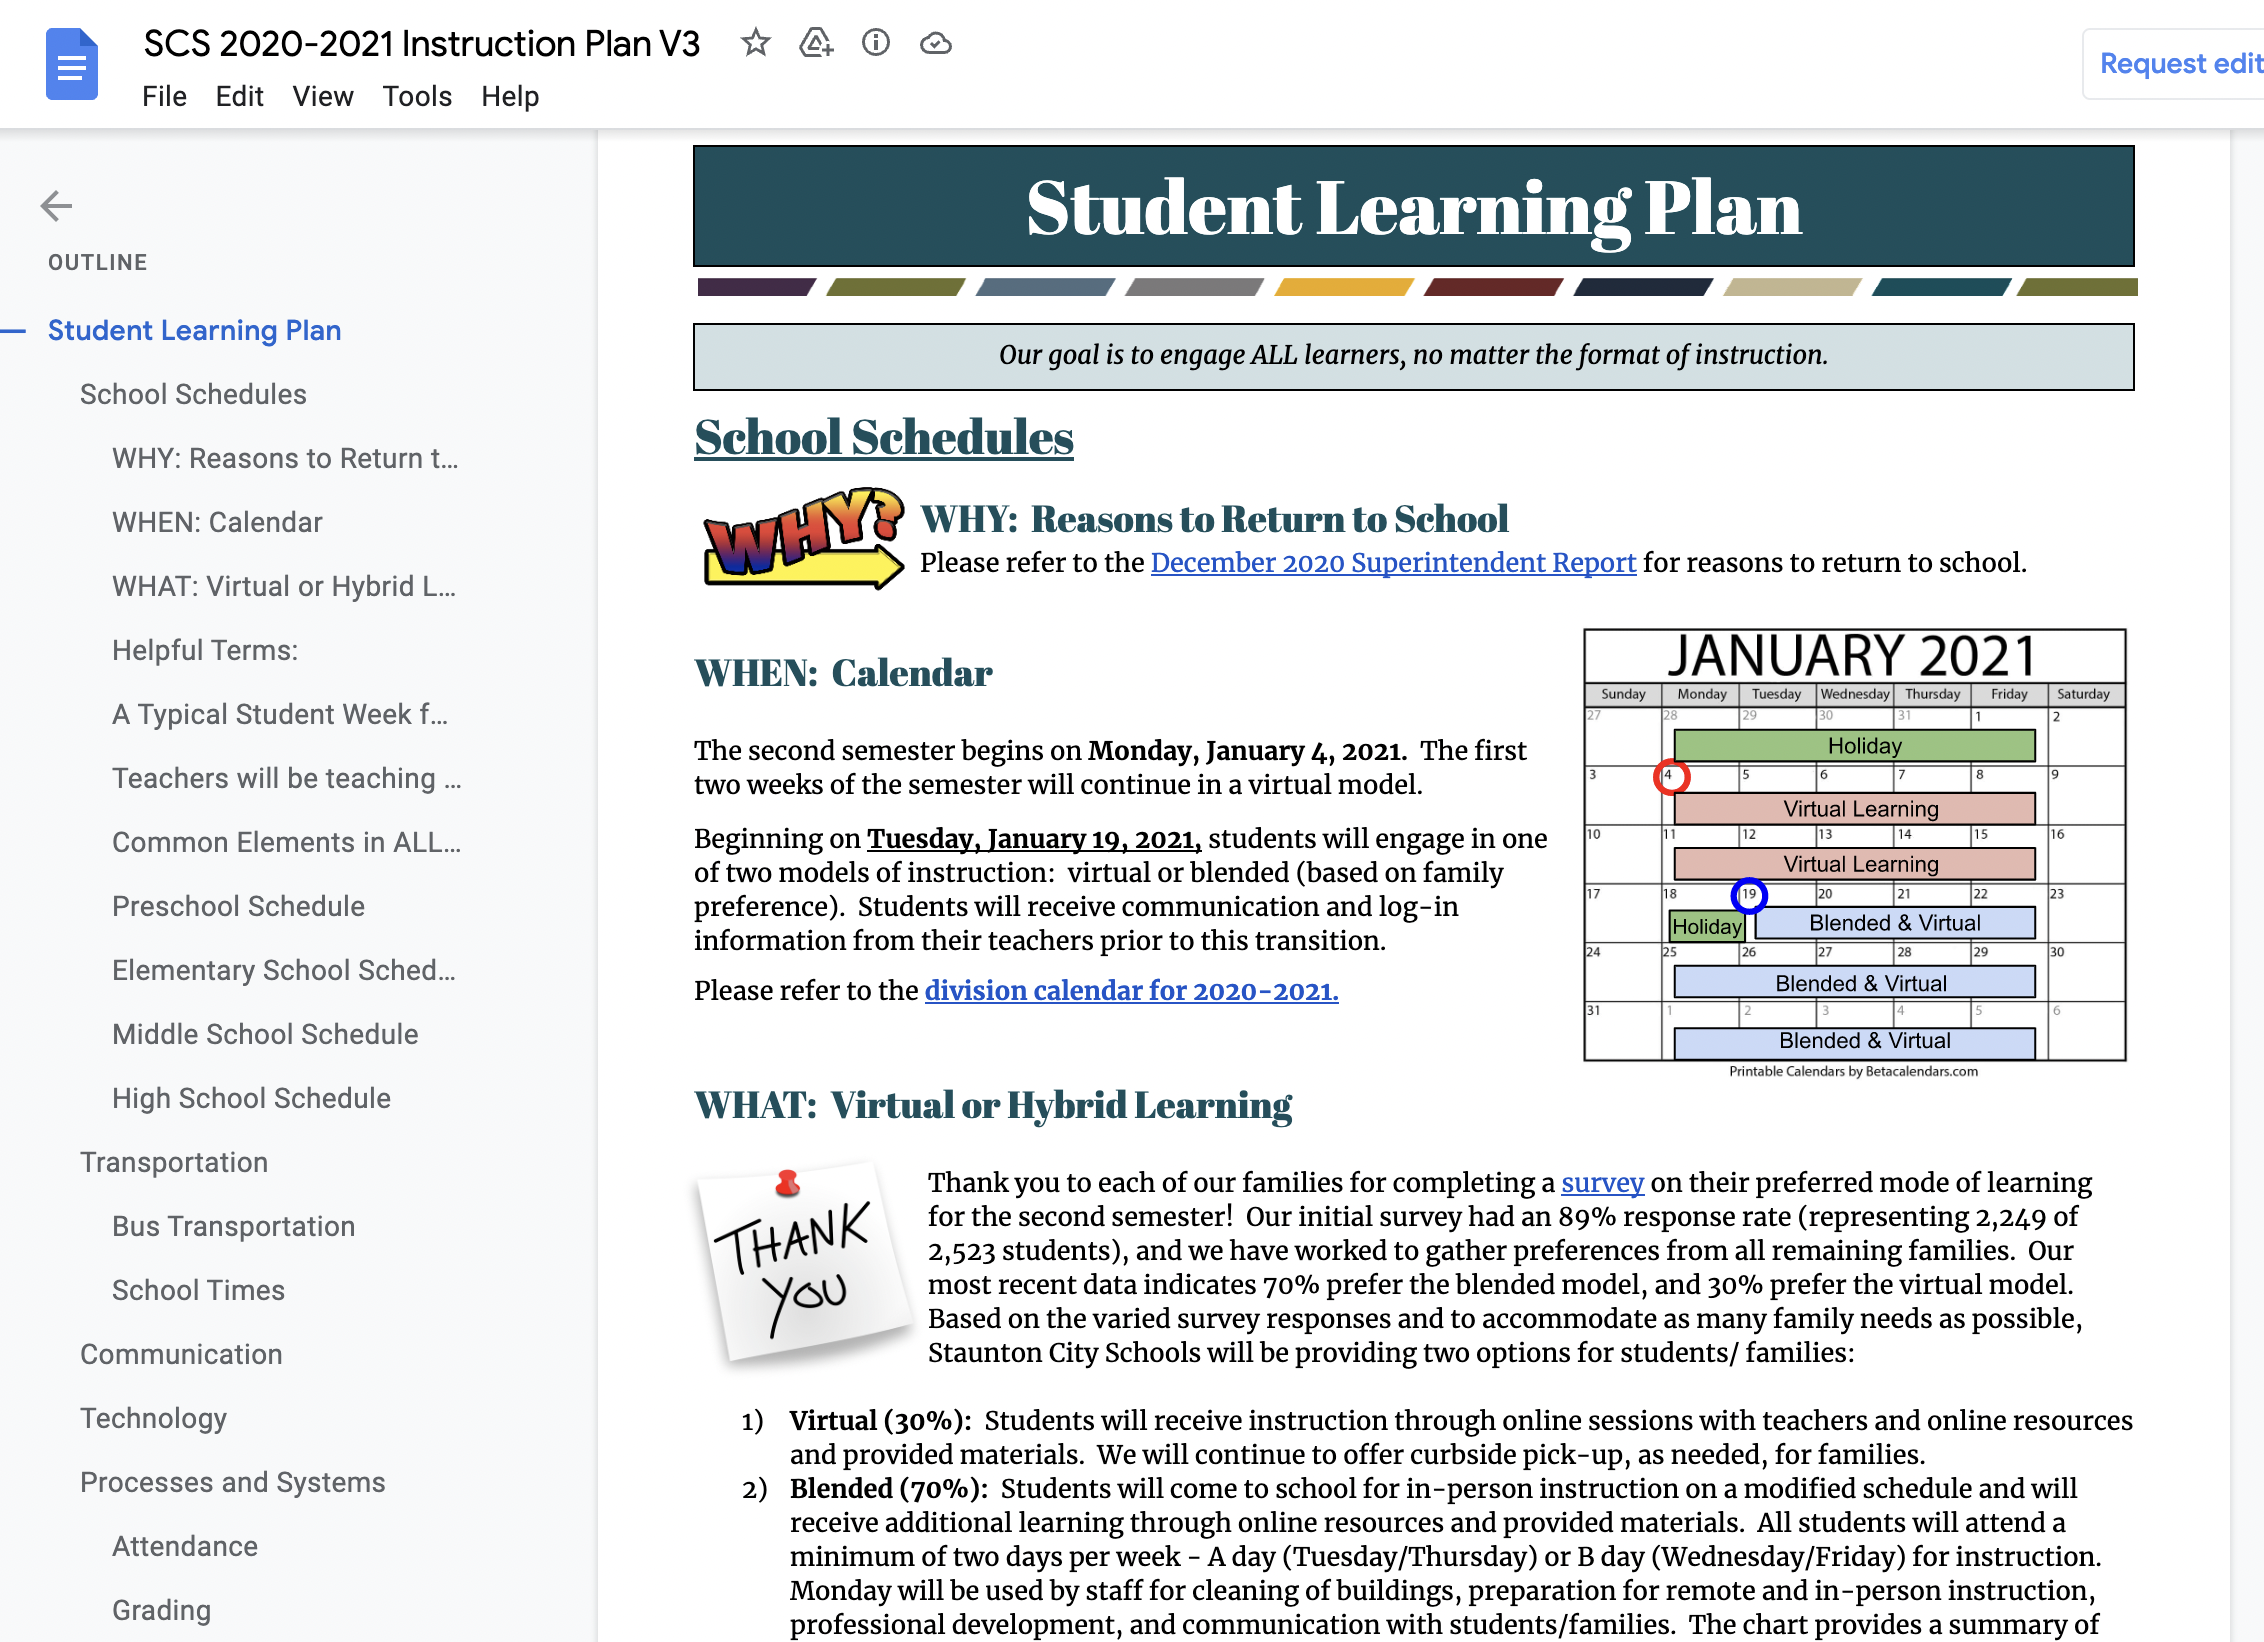 SCS 2020-2021 Instruction Plan V3
File Edit View Tools Help
Request edit
OUTLINE
Student Learning Plan
School Schedules
WHY: Reasons to Return t...
WHEN: Calendar
WHAT: Virtual or Hybrid L...
Helpful Terms:
A Typical Student Week f...
Teachers will be teaching ...
Common Elements in ALL...
Preschool Schedule
Elementary School Sched...
Middle School Schedule
High School Schedule
Transportation
Bus Transportation
School Times
Communication
Technology
Processes and Systems
Attendance
Grading
Student Learning Plan
Our goal is to engage ALL learners, no matter the format of instruction.
School Schedules
WHY?
WHY: Reasons to Return to School
Please refer to the December 2020 Superintendent Report for reasons to return to school.
WHEN: Calendar
The second semester begins on Monday, January 4, 2021. The first
two weeks of the semester will continue in a virtual model.
Beginning on Tuesday, January 19, 2021, students will engage in one
of two models of instruction: virtual or blended (based on family
preference). Students will receive communication and log-in
information from their teachers prior to this transition.
Please refer to the division calendar for 2020-2021.
JANUARY 2021
Sunday Monday Tuesday Wednesday Thursday Friday Saturday
27 28 29 30 31 1 2
Holiday
3 4 5 6 7 8 9
Virtual Learning
10 11 12 13 14 15 16
Virtual Learning
17 18 19 20 21 22 23
Holiday Blended & Virtual
24 25 26 27 28 29 30
Blended & Virtual
31 1 2 3 4 5 6
Blended & Virtual
Printable Calendars by Betacalendars.com
WHAT: Virtual or Hybrid Learning
THANK
YOU
Thank you to each of our families for completing a survey on their preferred mode of learning
for the second semester! Our initial survey had an 89% response rate (representing 2,249 of
2,523 students), and we have worked to gather preferences from all remaining families. Our
most recent data indicates 70% prefer the blended model, and 30% prefer the virtual model.
Based on the varied survey responses and to accommodate as many family needs as possible,
Staunton City Schools will be providing two options for students/ families:
1) Virtual (30%): Students will receive instruction through online sessions with teachers and online resources
and provided materials. We will continue to offer curbside pick-up, as needed, for families.
2) Blended (70%): Students will come to school for in-person instruction on a modified schedule and will
receive additional learning through online resources and provided materials. All students will attend a
minimum of two days per week - A day (Tuesday/Thursday) or B day (Wednesday/Friday) for instruction.
Monday will be used by staff for cleaning of buildings, preparation for remote and in-person instruction,
professional development, and communication with students/families. The chart provides a summary of